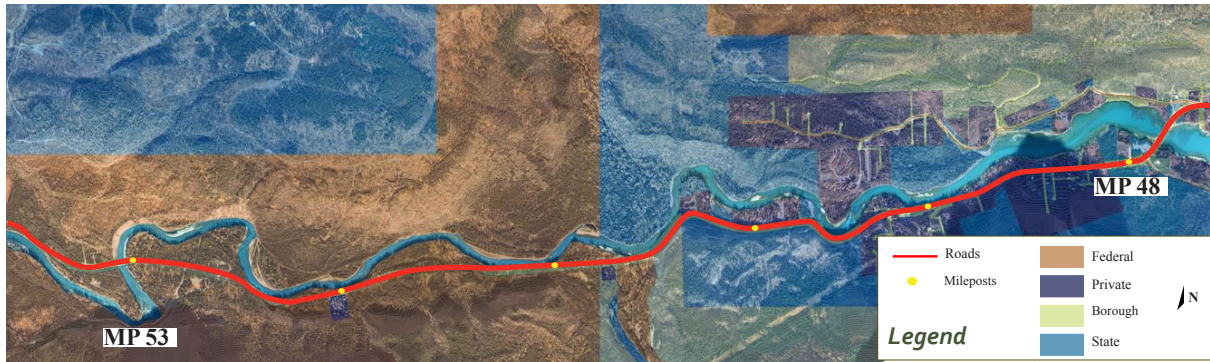 MP 48
MP 53
Roads
Mileposts
Federal
Private
Borough
State
N
Legend